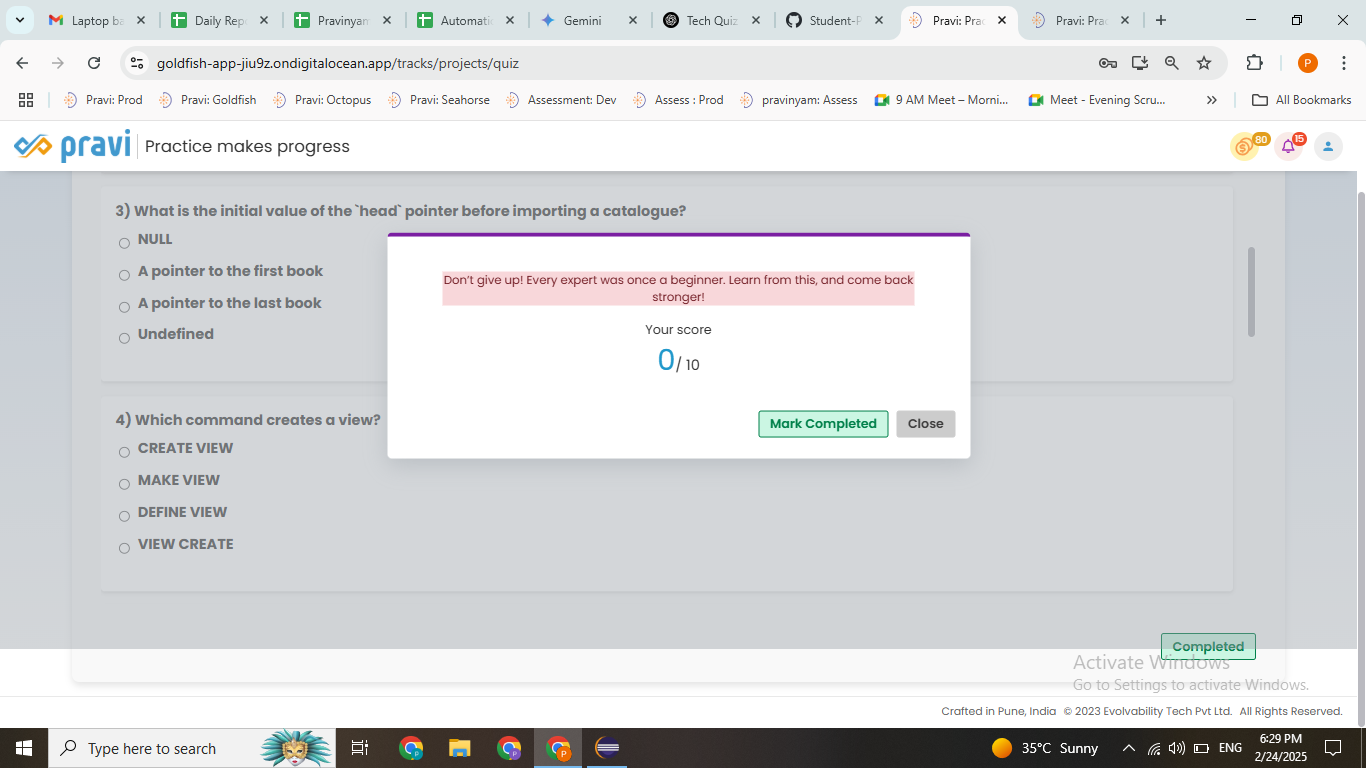 Laptop ba
Daily Rep
Pravinyam
Automatic
Gemini
Tech Quiz
Student-P
Pravi: Prac
Pravi: Prac
goldfish-app-jiu9z.ondigitalocean.app/tracks/projects/quiz
P
Pravi: Prod
Pravi: Goldfish
Pravi: Octopus
Pravi: Seahorse
Assessment: Dev
Assess : Prod
pravinyam: Assess
9 AM Meet – Morni...
Meet - Evening Scru...
»
All Bookmarks
pravi
Practice makes progress
80
15
3) What is the initial value of the `head` pointer before importing a catalogue?
NULL
A pointer to the first book
A pointer to the last book
Undefined
Don’t give up! Every expert was once a beginner. Learn from this, and come back
stronger!
Your score
0/ 10
Mark Completed
Close
4) Which command creates a view?
CREATE VIEW
MAKE VIEW
DEFINE VIEW
VIEW CREATE
Completed
Activate Windows
Go to Settings to activate Windows.
Crafted in Pune, India © 2023 Evolvability Tech Pvt Ltd. All Rights Reserved.
Type here to search
35°C Sunny
ENG
6:29 PM
2/24/2025